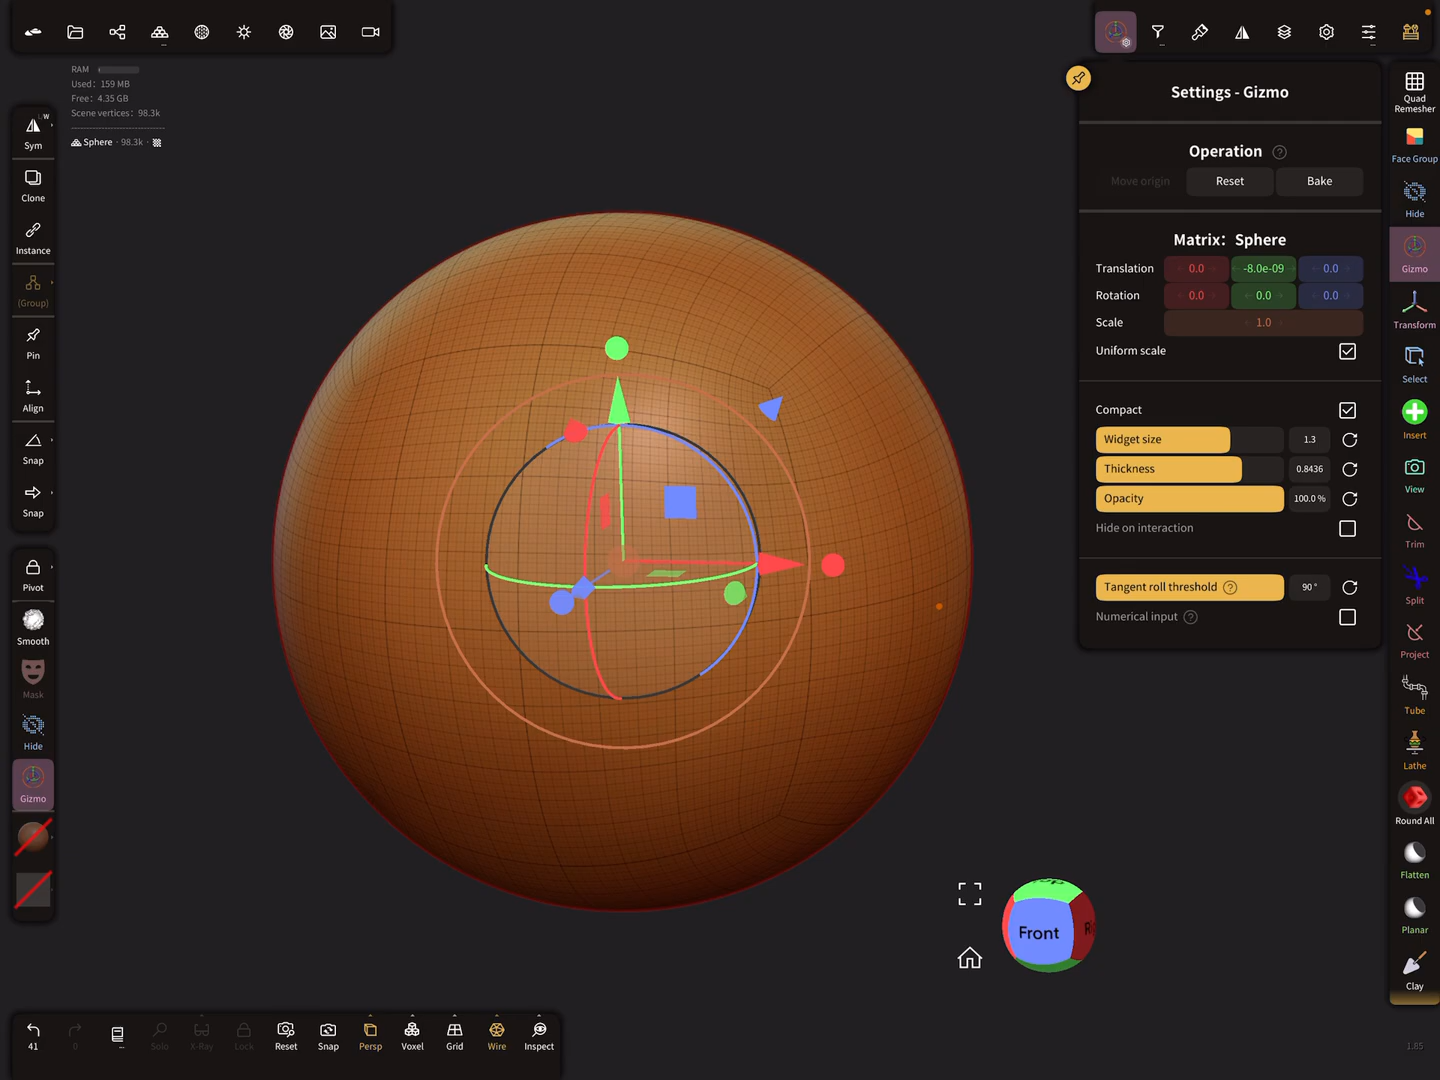 RAM
Used: 159 MB
Free: 4.35 GB
Scene vertices: 98.3k
Sphere · 98.3k ·
W
Sym
Clone
Instance
(Group)
Pin
Align
Snap
Snap
Pivot
Smooth
Mask
Hide
Gizmo
Settings - Gizmo
Operation ?
Move origin Reset Bake
Matrix: Sphere
Translation 0.0 -8.0e-09 0.0
Rotation 0.0 0.0 0.0
Scale 1.0
Uniform scale
Compact
Widget size 1.3
Thickness 0.8436
Opacity 100.0 %
Hide on interaction
Tangent roll threshold ? 90 °
Numerical input ?
Quad
Remesher
Face Group
Hide
Gizmo
Transform
Select
Insert
View
Trim
Split
Project
Tube
Lathe
Round All
Flatten
Planar
Clay
Front
41
0
Solo
X-Ray
Lock
Reset
Snap
Persp
Voxel
Grid
Wire
Inspect
1.85